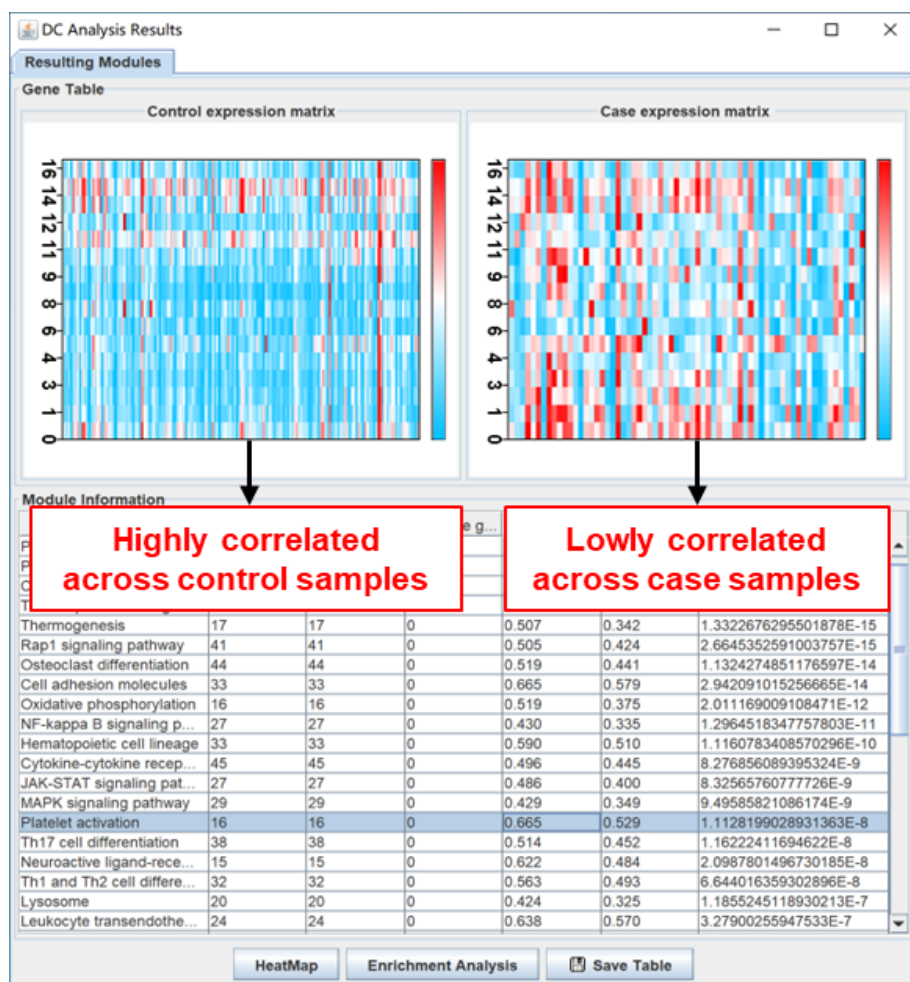 DC Analysis Results
Resulting Modules
Gene Table
Control expression matrix
Case expression matrix
16 14 12 11 9 8 6 4 3 1 0
16 14 12 11 9 8 6 4 3 1 0
Module Information
e g...
Highly correlated
across control samples
Lowly correlated
across case samples
Thermogenesis 17 17 0 0.507 0.342 1.3322676295501878E-15
Rap1 signaling pathway 41 41 0 0.505 0.424 2.6645352591003757E-15
Osteoclast differentiation 44 44 0 0.519 0.441 1.1324274851176597E-14
Cell adhesion molecules 33 33 0 0.665 0.579 2.942091015256665E-14
Oxidative phosphorylation 16 16 0 0.519 0.375 2.011169009108471E-12
NF-kappa B signaling p... 27 27 0 0.430 0.335 1.2964518347757803E-11
Hematopoietic cell lineage 33 33 0 0.590 0.510 1.1160783408570296E-10
Cytokine-cytokine recep... 45 45 0 0.496 0.445 8.276856089395324E-9
JAK-STAT signaling pat... 27 27 0 0.486 0.400 8.32565760777726E-9
MAPK signaling pathway 29 29 0 0.429 0.349 9.49585821086174E-9
Platelet activation 16 16 0 0.665 0.529 1.1128199028931363E-8
Th17 cell differentiation 38 38 0 0.514 0.452 1.16222411694622E-8
Neuroactive ligand-rece... 15 15 0 0.622 0.484 2.0987801496730185E-8
Th1 and Th2 cell differe... 32 32 0 0.563 0.493 6.644016359302896E-8
Lysosome 20 20 0 0.424 0.325 1.1855245118930213E-7
Leukocyte transendothe... 24 24 0 0.638 0.570 3.27900255947533E-7
HeatMap
Enrichment Analysis
Save Table